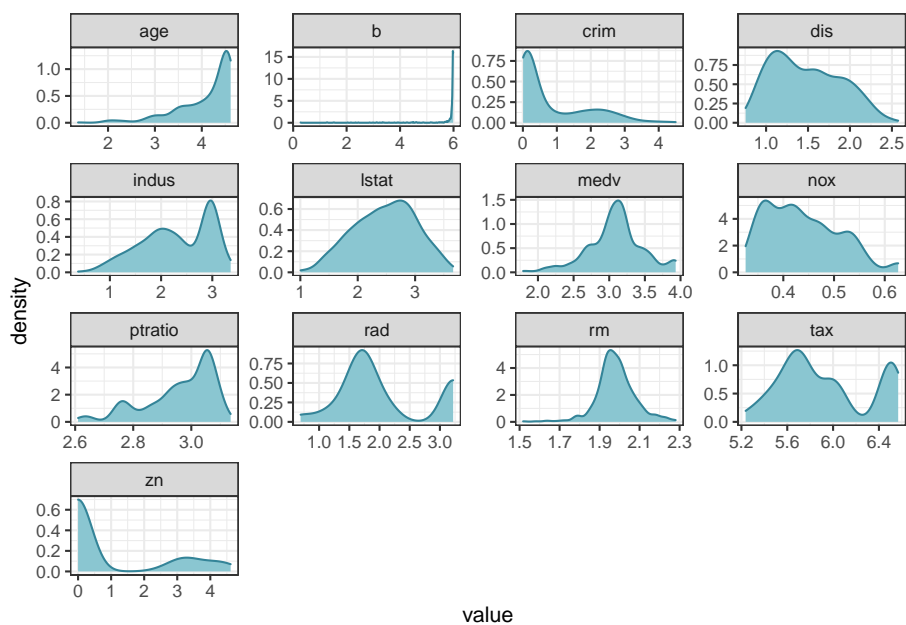 age b crim dis
1.0
0.5
0.0
2 3 4
15
10
5
0
0 2 4 6
0.75
0.50
0.25
0.00
0 1 2 3 4
0.75
0.50
0.25
0.00
1.0 1.5 2.0 2.5
indus lstat medv nox
0.8
0.6
0.4
0.2
0.0
1 2 3
0.6
0.4
0.2
0.0
1 2 3
1.5
1.0
0.5
0.0
2.0 2.5 3.0 3.5 4.0
4
2
0
0.4 0.5 0.6
ptratio rad rm tax
4
2
0
2.6 2.8 3.0
0.75
0.50
0.25
0.00
1.0 1.5 2.0 2.5 3.0
4
2
0
1.5 1.7 1.9 2.1 2.3
1.0
0.5
0.0
5.2 5.6 6.0 6.4
zn
0.6
0.4
0.2
0.0
0 1 2 3 4
density
value